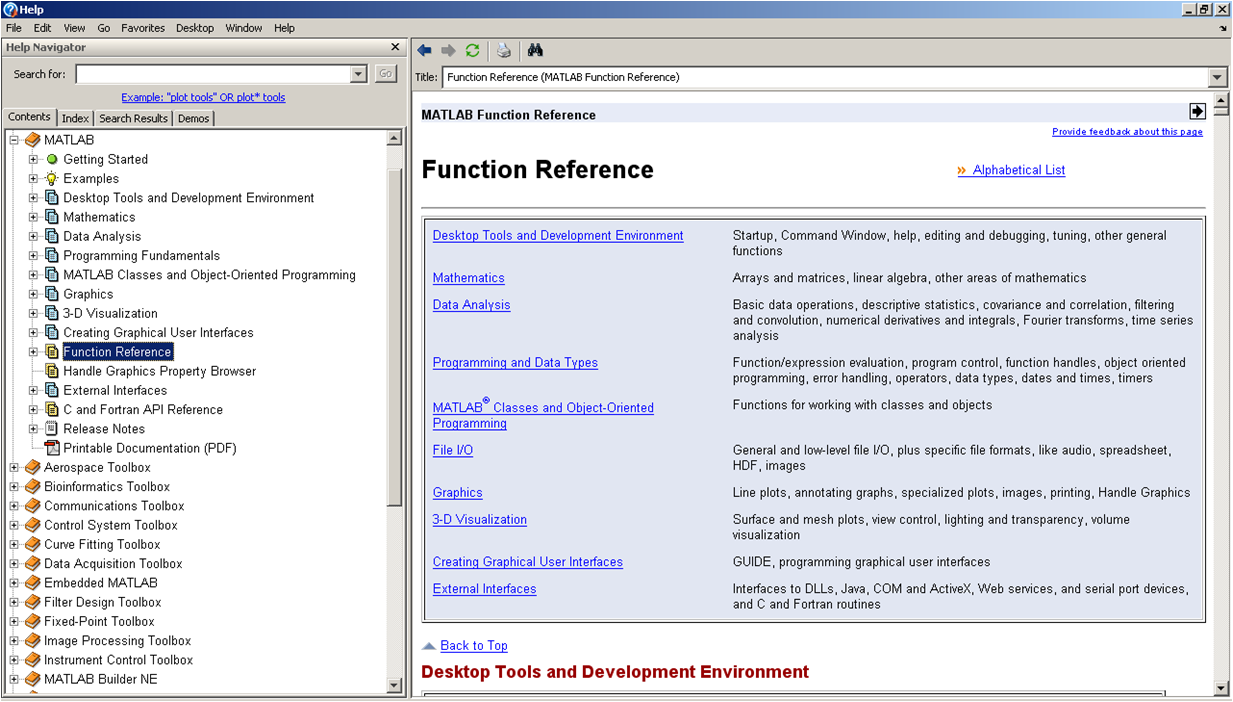 Help
File Edit View Go Favorites Desktop Window Help
Help Navigator
Search for:
Go
Example: "plot tools" OR plot* tools
Contents Index Search Results Demos
MATLAB
Getting Started
Examples
Desktop Tools and Development Environment
Mathematics
Data Analysis
Programming Fundamentals
MATLAB Classes and Object-Oriented Programming
Graphics
3-D Visualization
Creating Graphical User Interfaces
Function Reference
Handle Graphics Property Browser
External Interfaces
C and Fortran API Reference
Release Notes
Printable Documentation (PDF)
Aerospace Toolbox
Bioinformatics Toolbox
Communications Toolbox
Control System Toolbox
Curve Fitting Toolbox
Data Acquisition Toolbox
Embedded MATLAB
Filter Design Toolbox
Fixed-Point Toolbox
Image Processing Toolbox
Instrument Control Toolbox
MATLAB Builder NE
Title: Function Reference (MATLAB Function Reference)
MATLAB Function Reference
Provide feedback about this page
Function Reference
» Alphabetical List
Desktop Tools and Development Environment
Startup, Command Window, help, editing and debugging, tuning, other general
functions
Mathematics
Arrays and matrices, linear algebra, other areas of mathematics
Data Analysis
Basic data operations, descriptive statistics, covariance and correlation, filtering
and convolution, numerical derivatives and integrals, Fourier transforms, time series
analysis
Programming and Data Types
Function/expression evaluation, program control, function handles, object oriented
programming, error handling, operators, data types, dates and times, timers
MATLAB® Classes and Object-Oriented
Programming
Functions for working with classes and objects
File I/O
General and low-level file I/O, plus specific file formats, like audio, spreadsheet,
HDF, images
Graphics
Line plots, annotating graphs, specialized plots, images, printing, Handle Graphics
3-D Visualization
Surface and mesh plots, view control, lighting and transparency, volume
visualization
Creating Graphical User Interfaces
GUIDE, programming graphical user interfaces
External Interfaces
Interfaces to DLLs, Java, COM and ActiveX, Web services, and serial port devices,
and C and Fortran routines
Back to Top
Desktop Tools and Development Environment